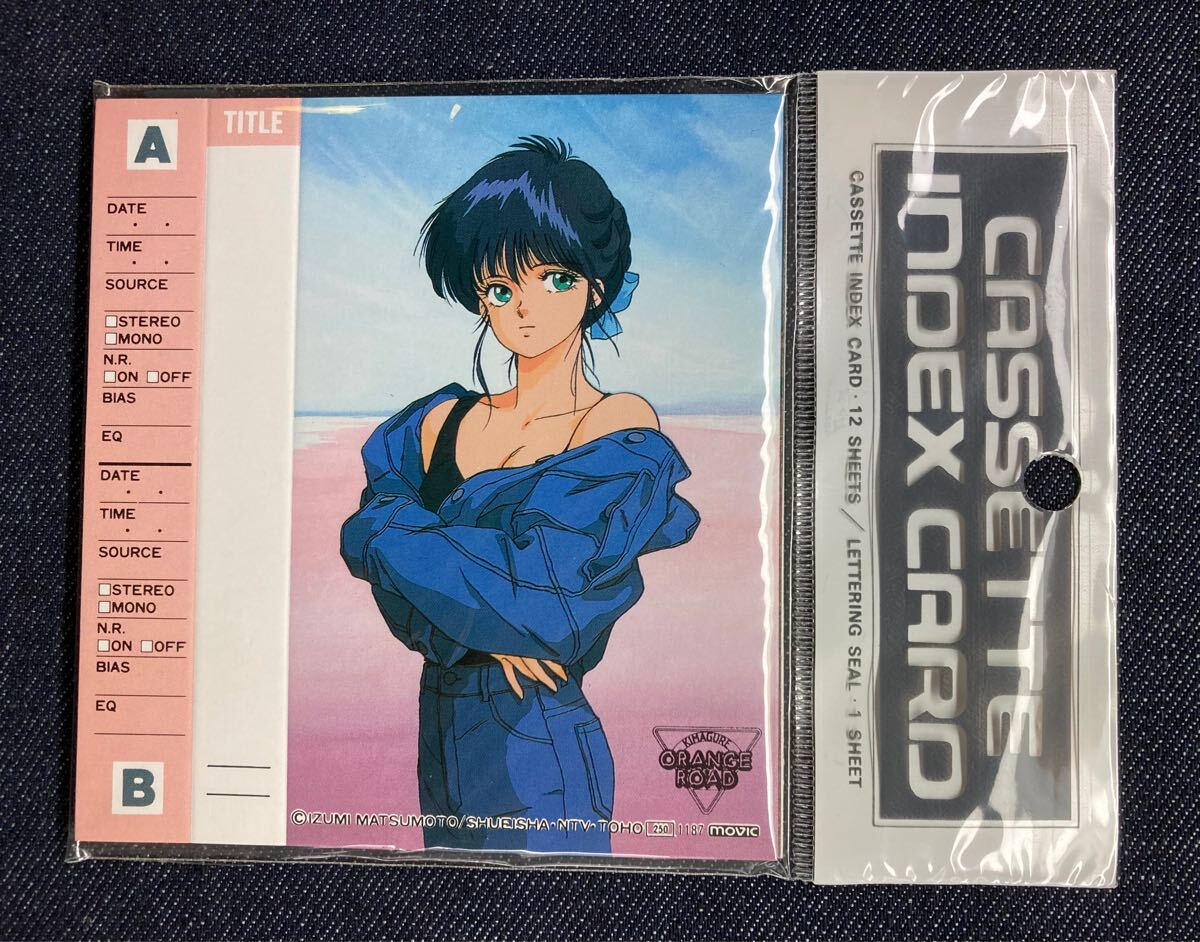 A
DATE
. .
TIME
. .
SOURCE
STEREO
MONO
N.R.
ON OFF
BIAS
EQ
DATE
. .
TIME
. .
SOURCE
STEREO
MONO
N.R.
ON OFF
BIAS
EQ
B
TITLE
KIMAGURE
ORANGE
ROAD
©IZUMI MATSUMOTO/SHUEISHA・NTV・TOHO 250 1187 movic
CASSETTE
INDEX CARD
CASSETTE INDEX CARD・12 SHEETS / LETTERING SEAL・1 SHEET